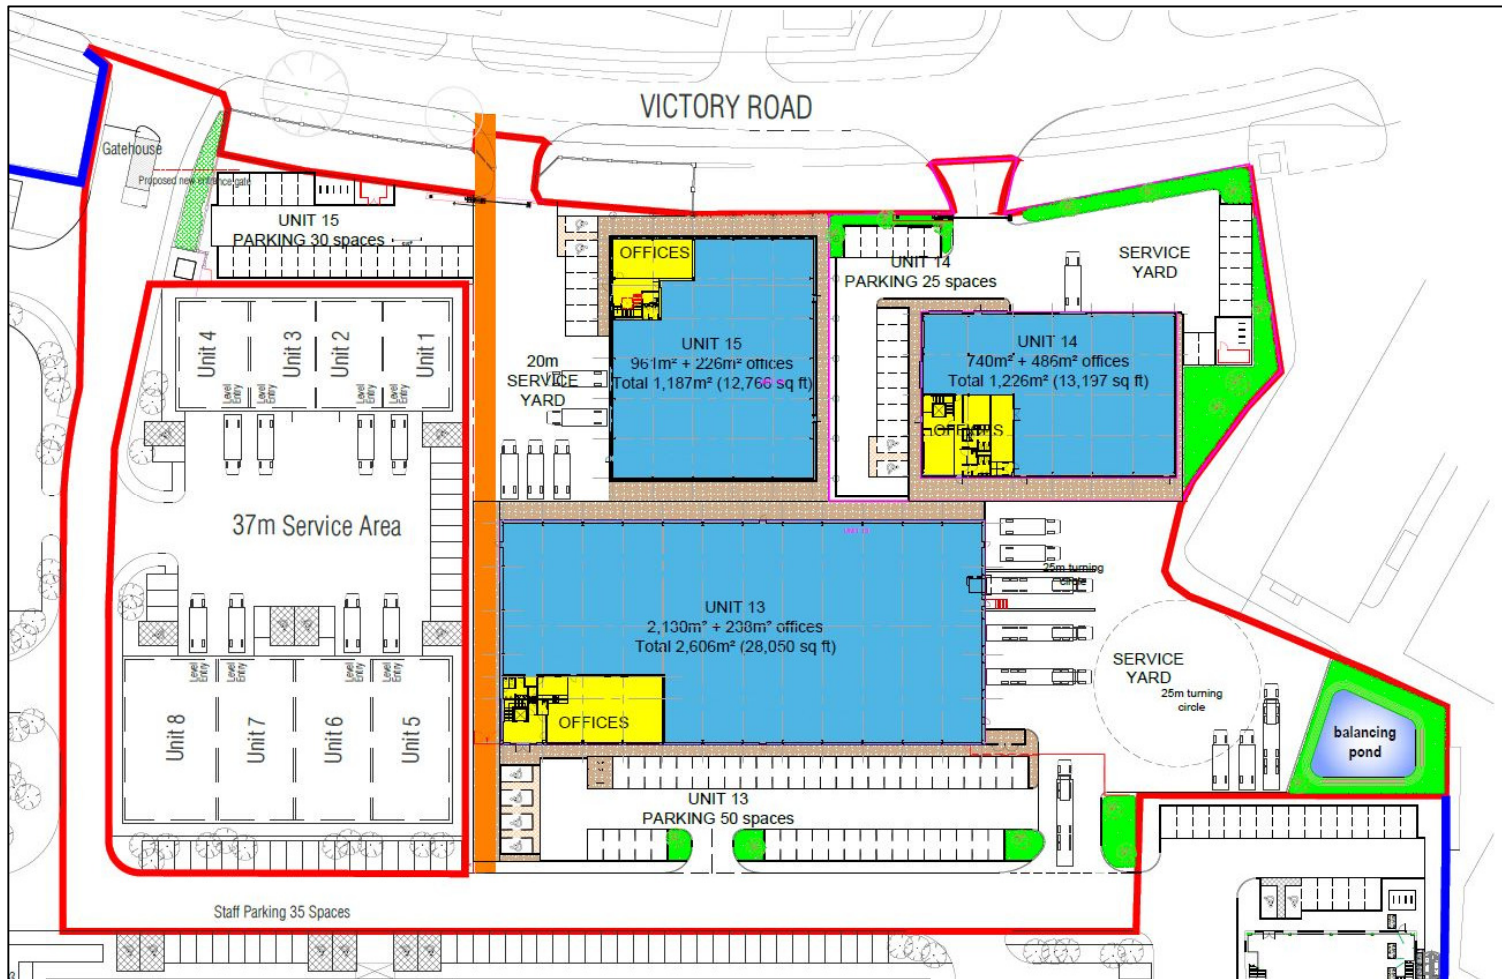 VICTORY ROAD
Gatehouse
Proposed new entrance gate
UNIT 15
PARKING 30 spaces
OFFICES
UNIT 14
PARKING 25 spaces
SERVICE
YARD
Unit 4
Unit 3
Unit 2
Unit 1
Level
Entry
Level
Entry
Level
Entry
Level
Entry
20m
SERVICE
YARD
UNIT 15
961m² + 226m² offices
Total 1,187m² (12,766 sq ft)
UNIT 14
740m² + 486m² offices
Total 1,226m² (13,197 sq ft)
OFFICES
37m Service Area
25m turning
circle
UNIT 13
2,130m² + 238m² offices
Total 2,606m² (28,050 sq ft)
Level
Entry
Level
Entry
Level
Entry
Level
Entry
SERVICE
YARD
25m turning
circle
Unit 8
Unit 7
Unit 6
Unit 5
OFFICES
balancing
pond
UNIT 13
PARKING 50 spaces
Staff Parking 35 Spaces